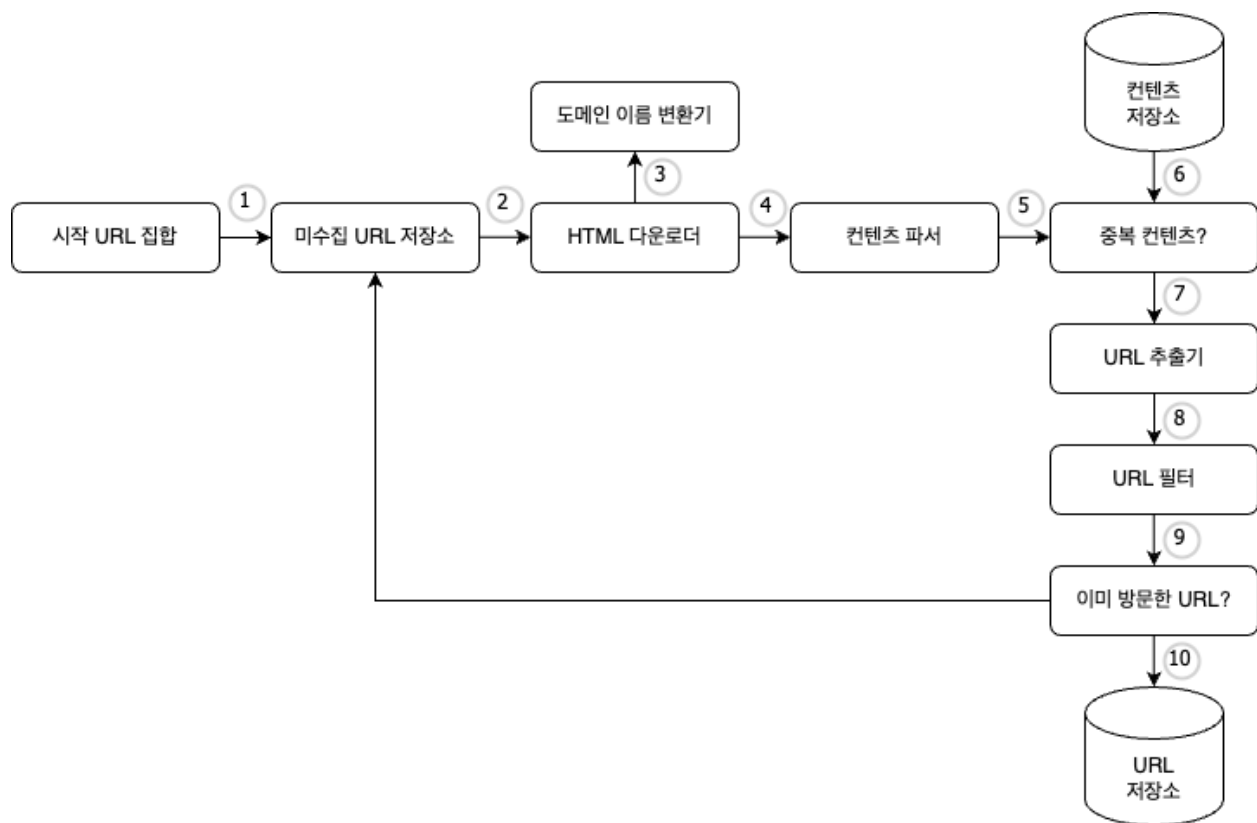 컨텐츠
저장소
도메인 이름 변환기
3
6
1
2
4
5
시작 URL 집합
미수집 URL 저장소
HTML 다운로더
컨텐츠 파서
중복 컨텐츠?
7
URL 추출기
8
URL 필터
9
이미 방문한 URL?
10
URL
저장소